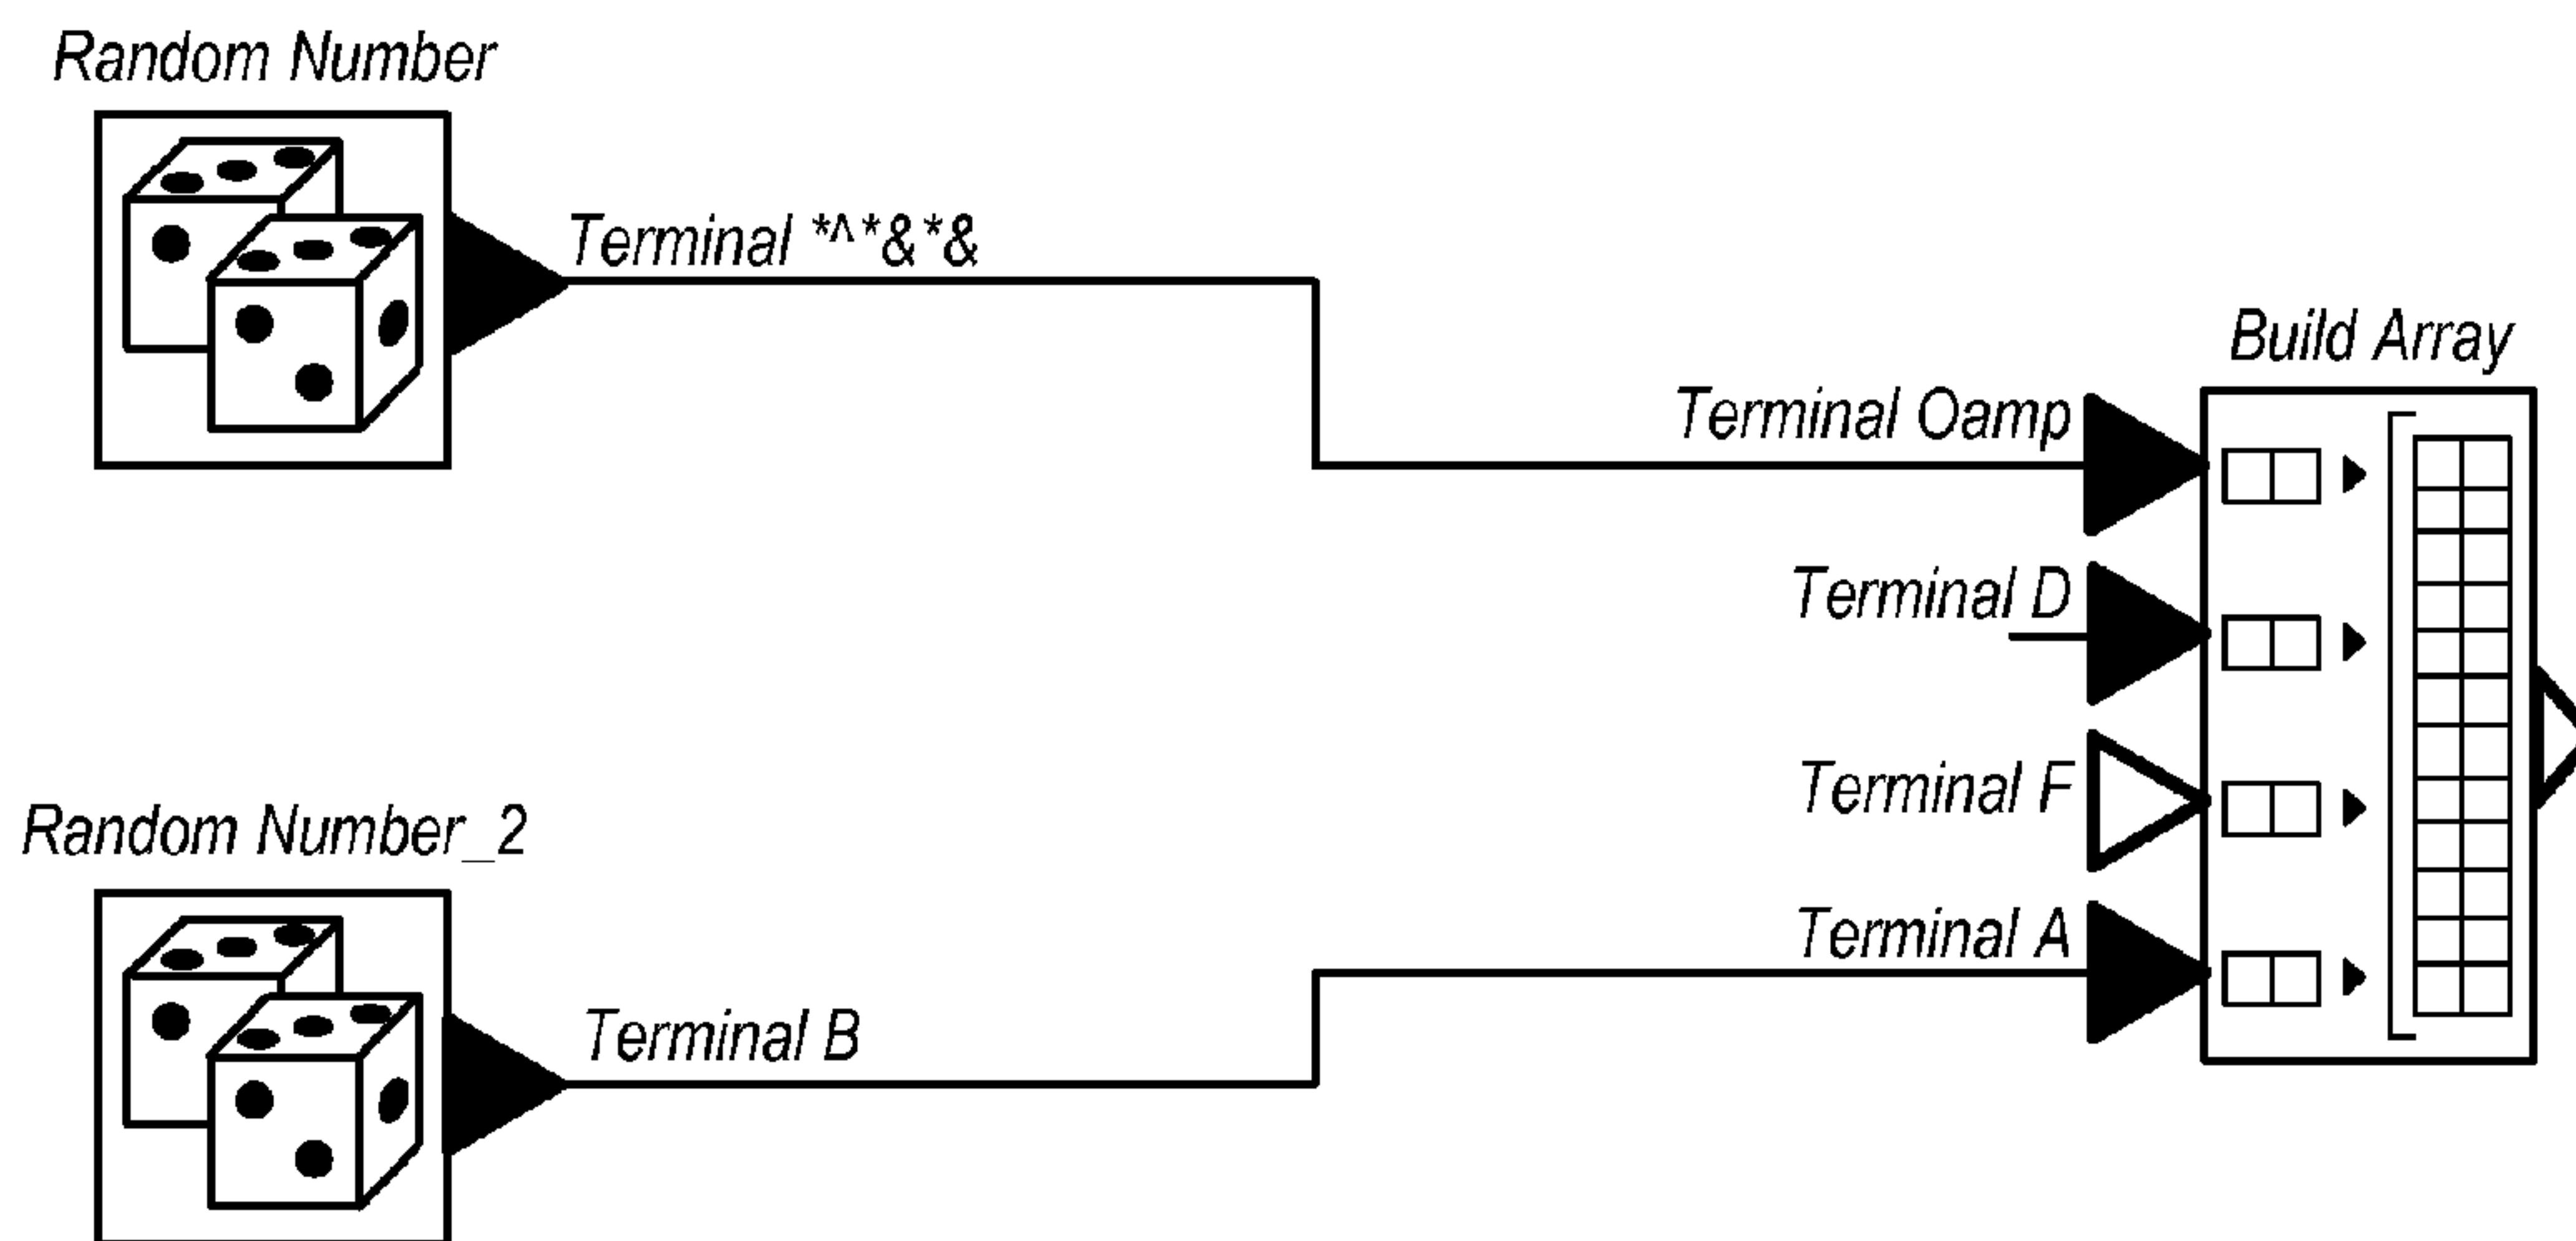 Random Number
Terminal *^*&*&
Build Array
Terminal Oamp
Terminal D
Terminal F
Random Number_2
Terminal A
Terminal B